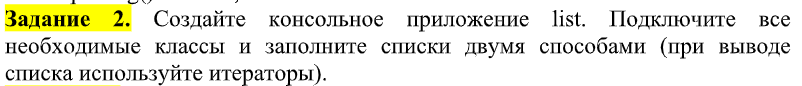 Задание 2. Создайте консольное приложение list. Подключите все
необходимые классы и заполните списки двумя способами (при выводе
списка используйте итераторы).